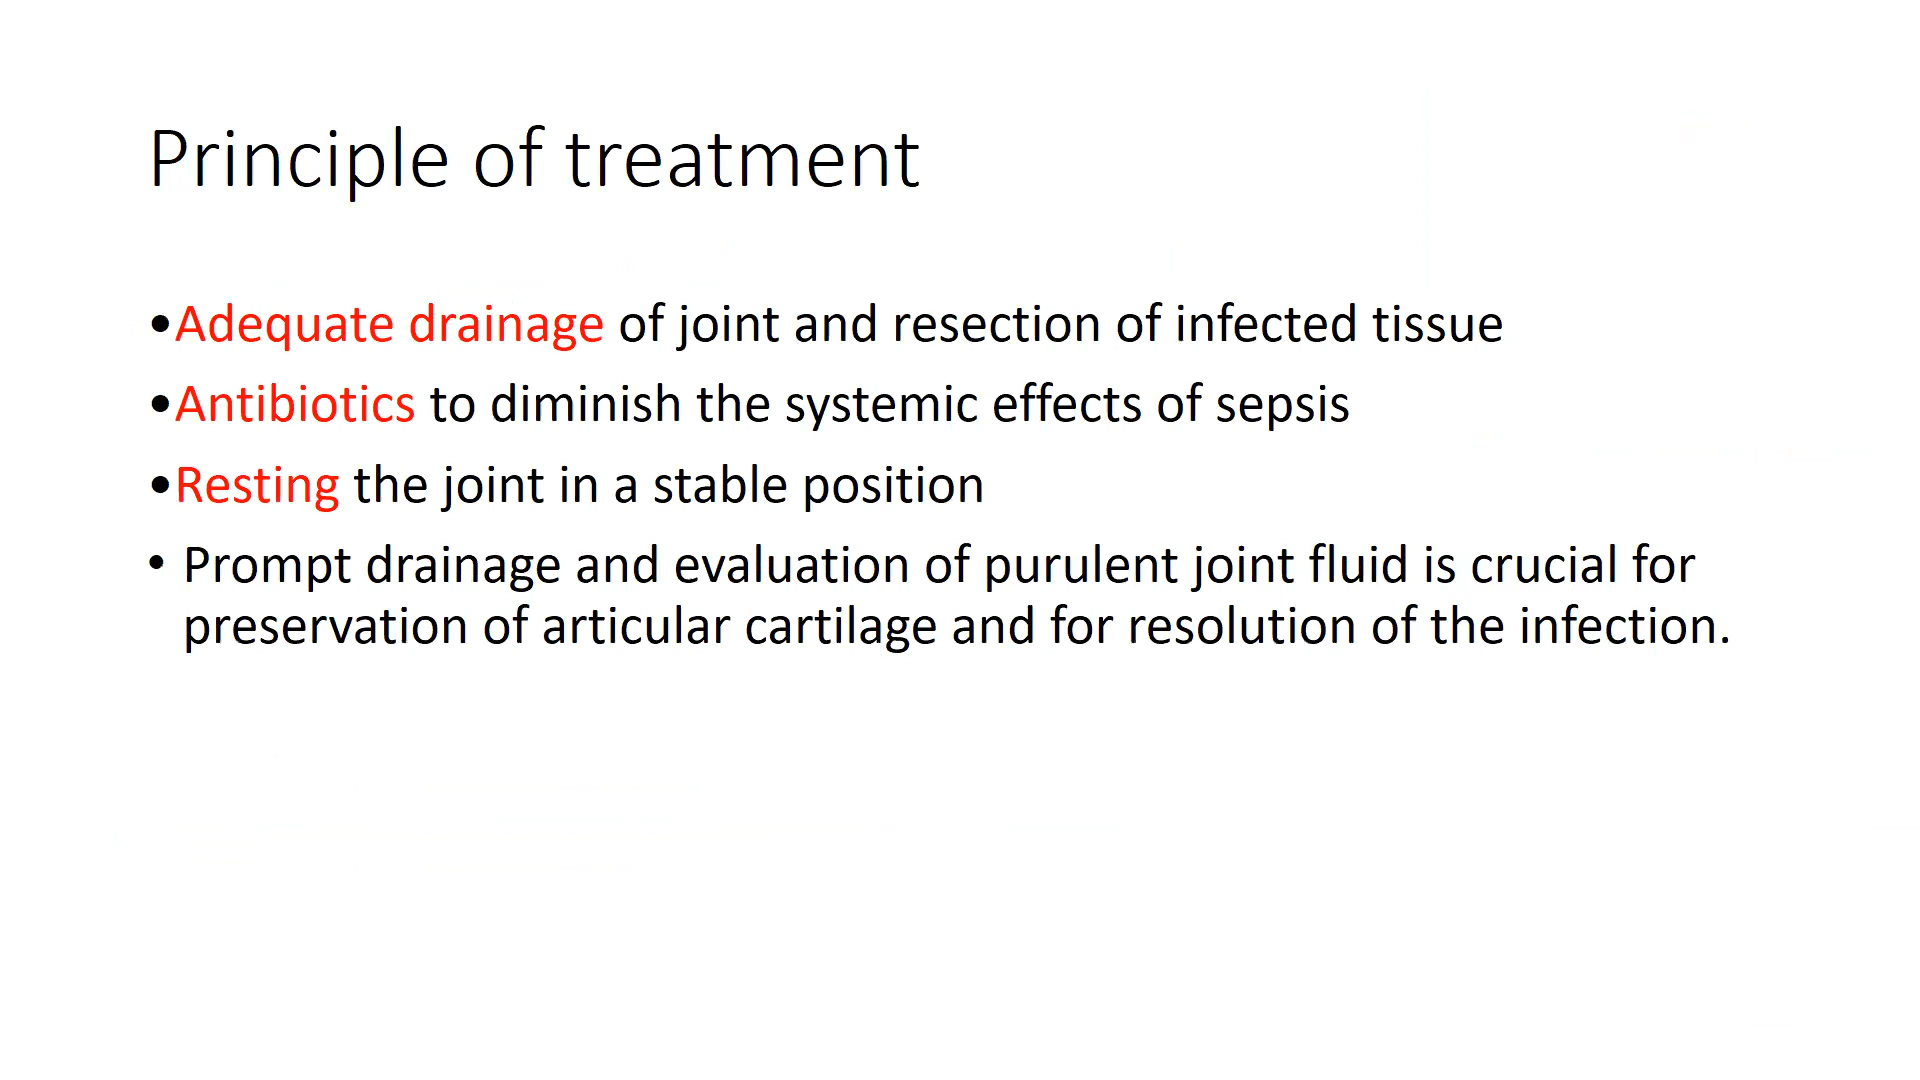 Principle of treatment
•Adequate drainage of joint and resection of infected tissue
•Antibiotics to diminish the systemic effects of sepsis
•Resting the joint in a stable position
• Prompt drainage and evaluation of purulent joint fluid is crucial for
preservation of articular cartilage and for resolution of the infection.